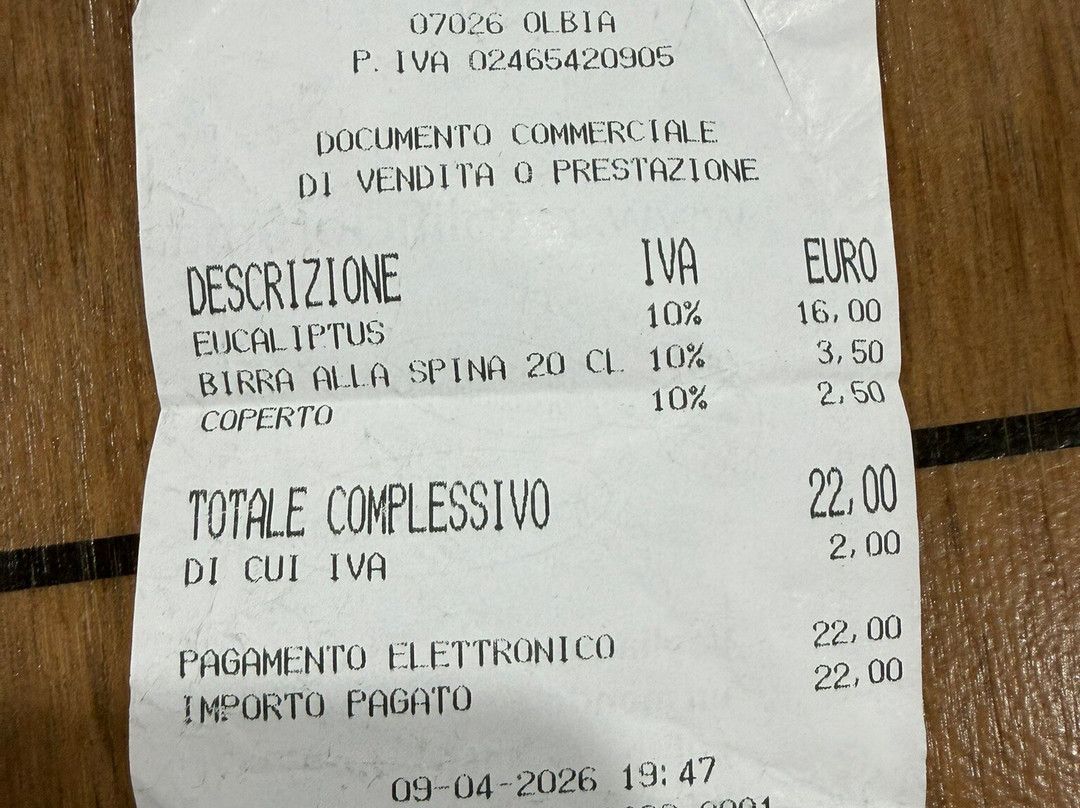 07026 OLBIA
P. IVA 02465420905
DOCUMENTO COMMERCIALE
DI VENDITA O PRESTAZIONE
DESCRIZIONE IVA EURO
EUCALIPTUS 10% 16,00
BIRRA ALLA SPINA 20 CL 10% 3,50
COPERTO 10% 2,50
TOTALE COMPLESSIVO 22,00
DI CUI IVA 2,00
PAGAMENTO ELETTRONICO 22,00
IMPORTO PAGATO 22,00
09-04-2026 19:47